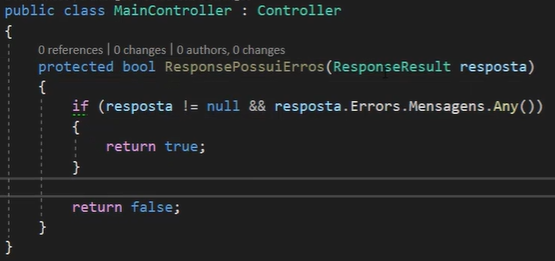 public class MainController : Controller
{
0 references | 0 changes | 0 authors, 0 changes
protected bool ResponsePossuiErros(ResponseResult resposta)
{
if (resposta != null && resposta.Errors.Mensagens.Any())
{
return true;
}
return false;
}
}